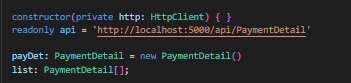 constructor(private http: HttpClient) { }
readonly api = 'http://localhost:5000/api/PaymentDetail'
payDet: PaymentDetail = new PaymentDetail()
list: PaymentDetail[];